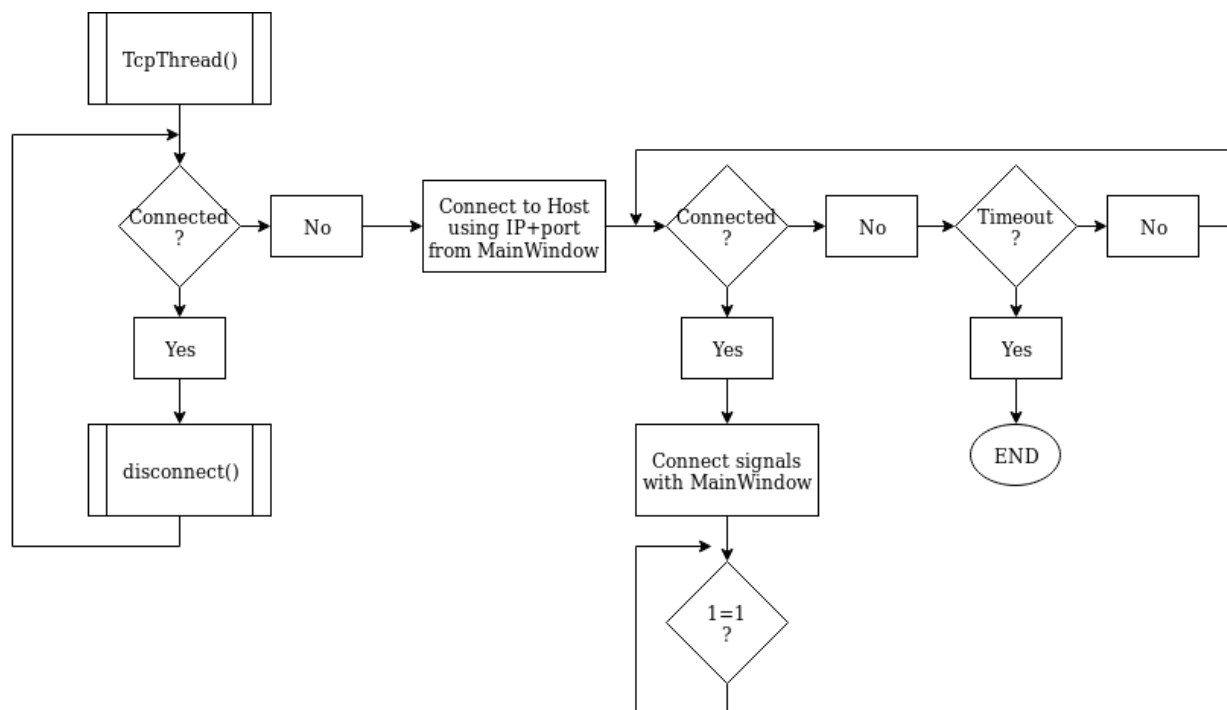 TcpThread()
Connected
?
No
Connect to Host
using IP+port
from MainWindow
Connected
?
No
Timeout
?
No
Yes
Yes
Yes
disconnect()
Connect signals
with MainWindow
END
1=1
?